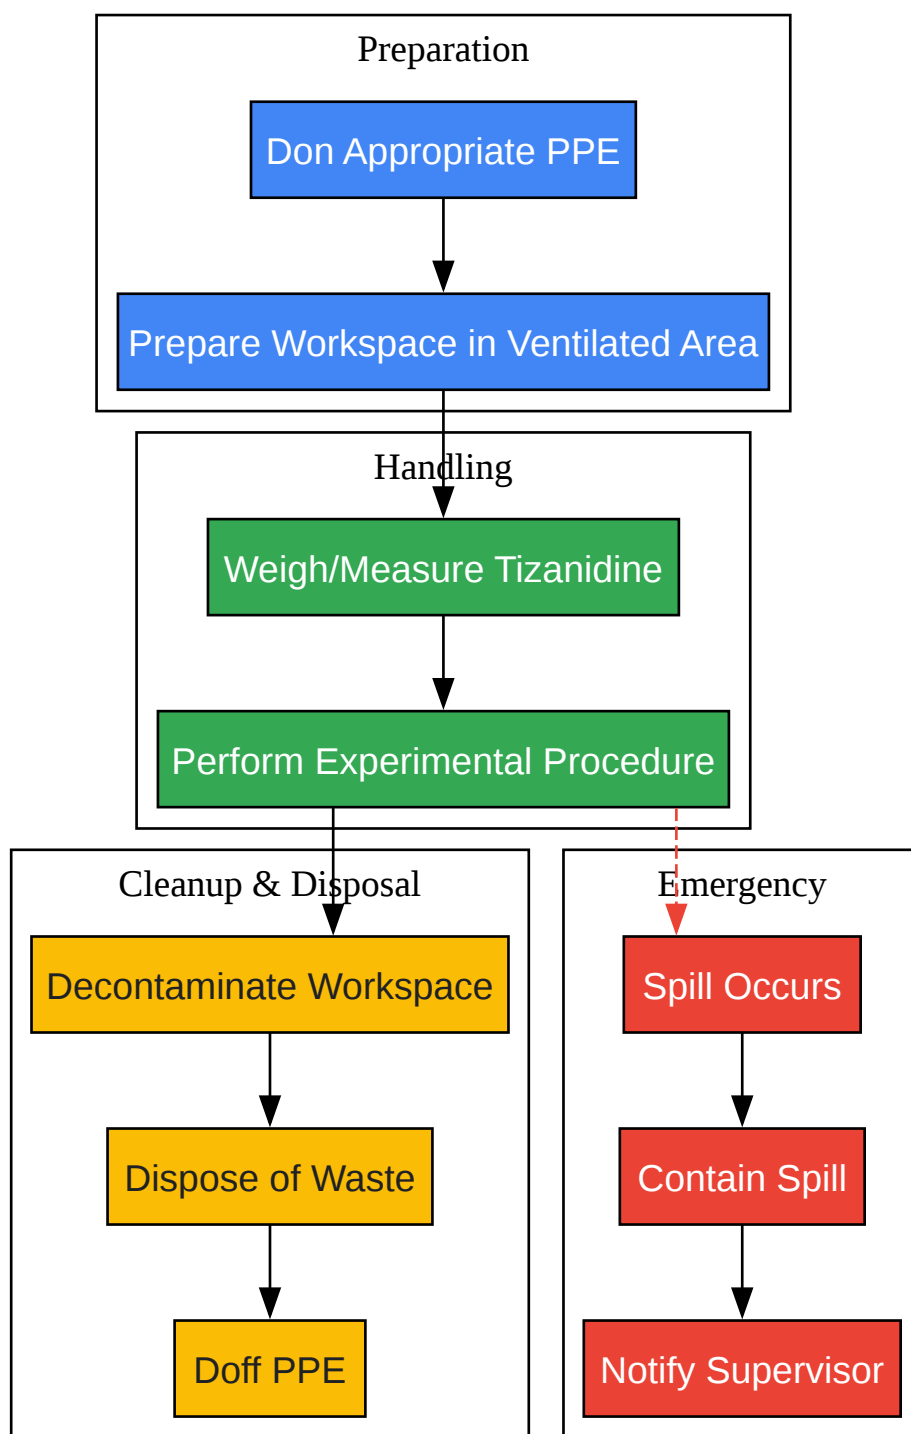 Preparation
Don Appropriate PPE
Prepare Workspace in Ventilated Area
Handling
Weigh/Measure Tizanidine
Perform Experimental Procedure
Cleanup & Disposal
Decontaminate Workspace
Dispose of Waste
Doff PPE
Emergency
Spill Occurs
Contain Spill
Notify Supervisor